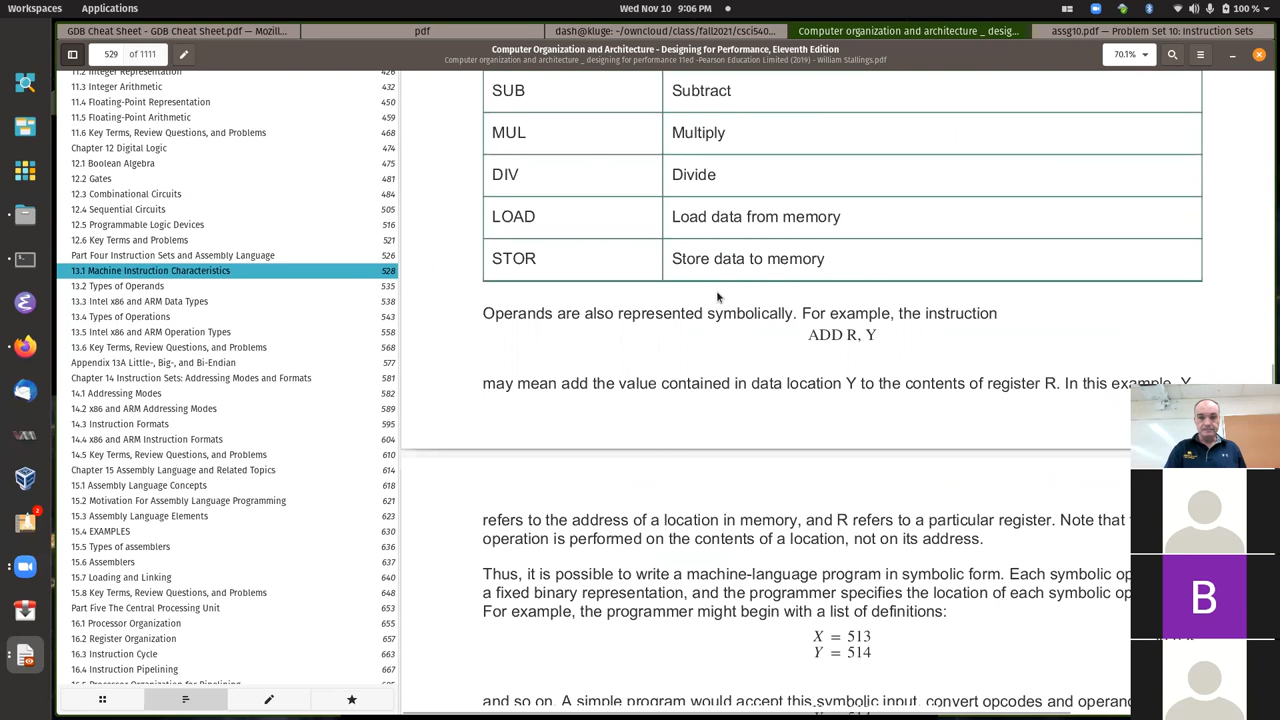 Workspaces Applications Wed Nov 10 9:06 PM 100 %
GDB Cheat Sheet - GDB Cheat Sheet.pdf — Mozill...
pdf
dash@kluge: ~/owncloud/class/fall2021/csci540...
Computer organization and architecture _ desig...
assg10.pdf — Problem Set 10: Instruction Sets
529 of 1111
Computer Organization and Architecture - Designing for Performance, Eleventh Edition
Computer organization and architecture _ designing for performance 11ed -Pearson Education Limited (2019) - William Stallings.pdf
70.1%
11.2 Integer Representation 426
11.3 Integer Arithmetic 432
11.4 Floating-Point Representation 450
11.5 Floating-Point Arithmetic 459
11.6 Key Terms, Review Questions, and Problems 468
Chapter 12 Digital Logic 474
12.1 Boolean Algebra 475
12.2 Gates 481
12.3 Combinational Circuits 484
12.4 Sequential Circuits 505
12.5 Programmable Logic Devices 516
12.6 Key Terms and Problems 521
Part Four Instruction Sets and Assembly Language 526
13.1 Machine Instruction Characteristics 528
13.2 Types of Operands 535
13.3 Intel x86 and ARM Data Types 538
13.4 Types of Operations 543
13.5 Intel x86 and ARM Operation Types 558
13.6 Key Terms, Review Questions, and Problems 568
Appendix 13A Little-, Big-, and Bi-Endian 577
Chapter 14 Instruction Sets: Addressing Modes and Formats 581
14.1 Addressing Modes 582
14.2 x86 and ARM Addressing Modes 589
14.3 Instruction Formats 595
14.4 x86 and ARM Instruction Formats 604
14.5 Key Terms, Review Questions, and Problems 610
Chapter 15 Assembly Language and Related Topics 614
15.1 Assembly Language Concepts 618
15.2 Motivation For Assembly Language Programming 621
15.3 Assembly Language Elements 623
15.4 EXAMPLES 630
15.5 Types of assemblers 636
15.6 Assemblers 637
15.7 Loading and Linking 640
15.8 Key Terms, Review Questions, and Problems 648
Part Five The Central Processing Unit 653
16.1 Processor Organization 655
16.2 Register Organization 657
16.3 Instruction Cycle 663
16.4 Instruction Pipelining 667
16.5 Processor Organization for Pipelining
SUB Subtract
MUL Multiply
DIV Divide
LOAD Load data from memory
STOR Store data to memory
Operands are also represented symbolically. For example, the instruction
ADD R, Y
may mean add the value contained in data location Y to the contents of register R. In this example, Y
refers to the address of a location in memory, and R refers to a particular register. Note that
operation is performed on the contents of a location, not on its address.
Thus, it is possible to write a machine-language program in symbolic form. Each symbolic op
a fixed binary representation, and the programmer specifies the location of each symbolic op
For example, the programmer might begin with a list of definitions:
X = 513
Y = 514
and so on. A simple program would accept this symbolic input, convert opcodes and operan
B
2